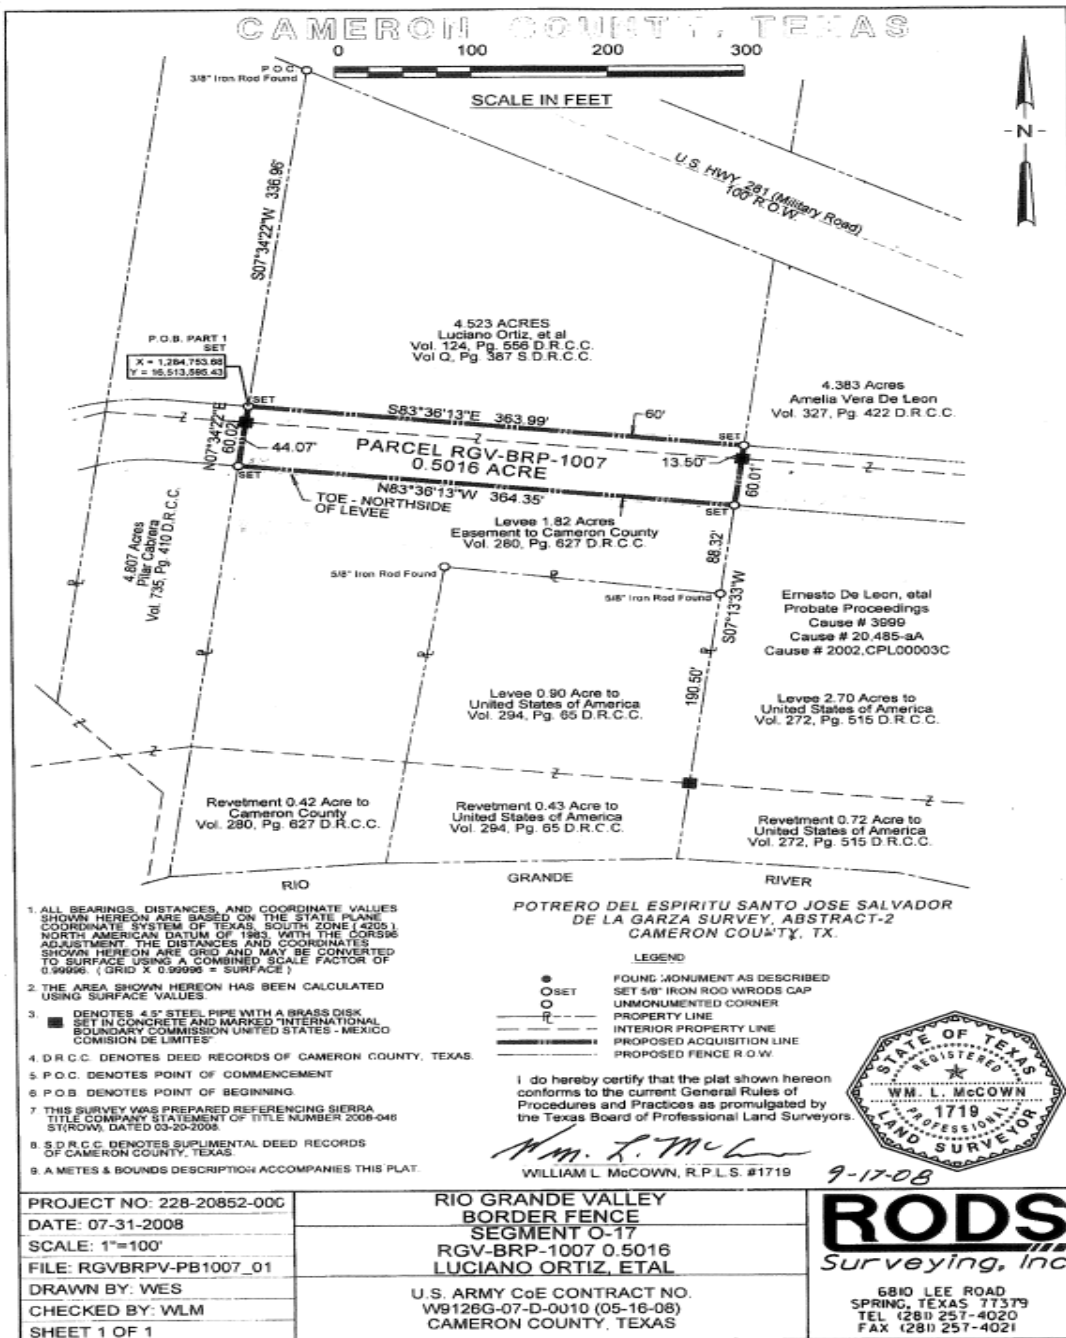 CAMERON COUNTY, TEXAS
0 100 200 300
SCALE IN FEET
P.O.C.
3/8" Iron Rod Found
-N-
U.S. HWY. 281 (Military Road)
100' R.O.W.
S07°34'22"W 336.96'
4.523 ACRES
Luciano Ortiz, et al
Vol. 124, Pg. 556 D.R.C.C.
Vol Q, Pg. 387 S.D.R.C.C.
P.O.B. PART 1
SET
X = 1,284,753.68
Y = 16,513,595.43
4.383 Acres
Amelia Vera De Leon
Vol. 327, Pg. 422 D.R.C.C.
SET
S83°36'13"E 363.99'
60'
SET
N07°34'22"E
60.02'
44.07'
PARCEL RGV-BRP-1007
0.5016 ACRE
13.50'
60.01'
SET
N83°36'13"W 364.35'
SET
TOE - NORTHSIDE
OF LEVEE
Levee 1.82 Acres
Easement to Cameron County
Vol. 280, Pg. 627 D.R.C.C.
88.32'
4.807 Acres
Pilar Cabrera
Vol. 735, Pg. 410 D.R.C.C.
5/8" Iron Rod Found
5/8" Iron Rod Found
S07°13'33"W
Ernesto De Leon, etal
Probate Proceedings
Cause # 3999
Cause # 20,485-aA
Cause # 2002,CPL00003C
190.50'
Levee 0.90 Acre to
United States of America
Vol. 294, Pg. 65 D.R.C.C.
Levee 2.70 Acres to
United States of America
Vol. 272, Pg. 515 D.R.C.C.
Revetment 0.42 Acre to
Cameron County
Vol. 280, Pg. 627 D.R.C.C.
Revetment 0.43 Acre to
United States of America
Vol. 294, Pg. 65 D.R.C.C.
Revetment 0.72 Acre to
United States of America
Vol. 272, Pg. 515 D.R.C.C.
RIO GRANDE RIVER
1. ALL BEARINGS, DISTANCES, AND COORDINATE VALUES
SHOWN HEREON ARE BASED ON THE STATE PLANE
COORDINATE SYSTEM OF TEXAS, SOUTH ZONE (4205)
NORTH AMERICAN DATUM OF 1983, WITH THE CORS96
ADJUSTMENT. THE DISTANCES AND COORDINATES
SHOWN HEREON ARE GRID AND MAY BE CONVERTED
TO SURFACE USING A COMBINED SCALE FACTOR OF
0.99996. (GRID X 0.99996 = SURFACE)
2. THE AREA SHOWN HEREON HAS BEEN CALCULATED
USING SURFACE VALUES.
3. DENOTES 4.5" STEEL PIPE WITH A BRASS DISK
SET IN CONCRETE AND MARKED "INTERNATIONAL
BOUNDARY COMMISSION UNITED STATES - MEXICO
COMISION DE LIMITES"
4. D.R.C.C. DENOTES DEED RECORDS OF CAMERON COUNTY, TEXAS.
5. P.O.C. DENOTES POINT OF COMMENCEMENT
6. P.O.B. DENOTES POINT OF BEGINNING
7. THIS SURVEY WAS PREPARED REFERENCING SIERRA
TITLE COMPANY STATEMENT OF TITLE NUMBER 2008-046
ST(ROW), DATED 03-20-2008.
8. S.D.R.C.C. DENOTES SUPLIMENTAL DEED RECORDS
OF CAMERON COUNTY, TEXAS.
9. A METES & BOUNDS DESCRIPTION ACCOMPANIES THIS PLAT.
POTRERO DEL ESPIRITU SANTO JOSE SALVADOR
DE LA GARZA SURVEY, ABSTRACT-2
CAMERON COUNTY, TX.
LEGEND
FOUND MONUMENT AS DESCRIBED
SET SET 5/8" IRON ROD W/RODS CAP
UNMONUMENTED CORNER
PROPERTY LINE
INTERIOR PROPERTY LINE
PROPOSED ACQUISITION LINE
PROPOSED FENCE R.O.W.
I do hereby certify that the plat shown hereon
conforms to the current General Rules of
Procedures and Practices as promulgated by
the Texas Board of Professional Land Surveyors.
Wm. L. McCown
WILLIAM L. McCOWN, R.P.L.S. #1719
9-17-08
STATE OF TEXAS
REGISTERED
WM. L. McCOWN
1719
PROFESSIONAL
LAND SURVEYOR
PROJECT NO: 228-20852-000
DATE: 07-31-2008
SCALE: 1"=100'
FILE: RGVBRPV-PB1007_01
DRAWN BY: WES
CHECKED BY: WLM
SHEET 1 OF 1
RIO GRANDE VALLEY
BORDER FENCE
SEGMENT O-17
RGV-BRP-1007 0.5016
LUCIANO ORTIZ, ETAL
U.S. ARMY CoE CONTRACT NO.
W9126G-07-D-0010 (05-16-08)
CAMERON COUNTY, TEXAS
RODS
Surveying, Inc
6810 LEE ROAD
SPRING, TEXAS 77379
TEL (281) 257-4020
FAX (281) 257-4021